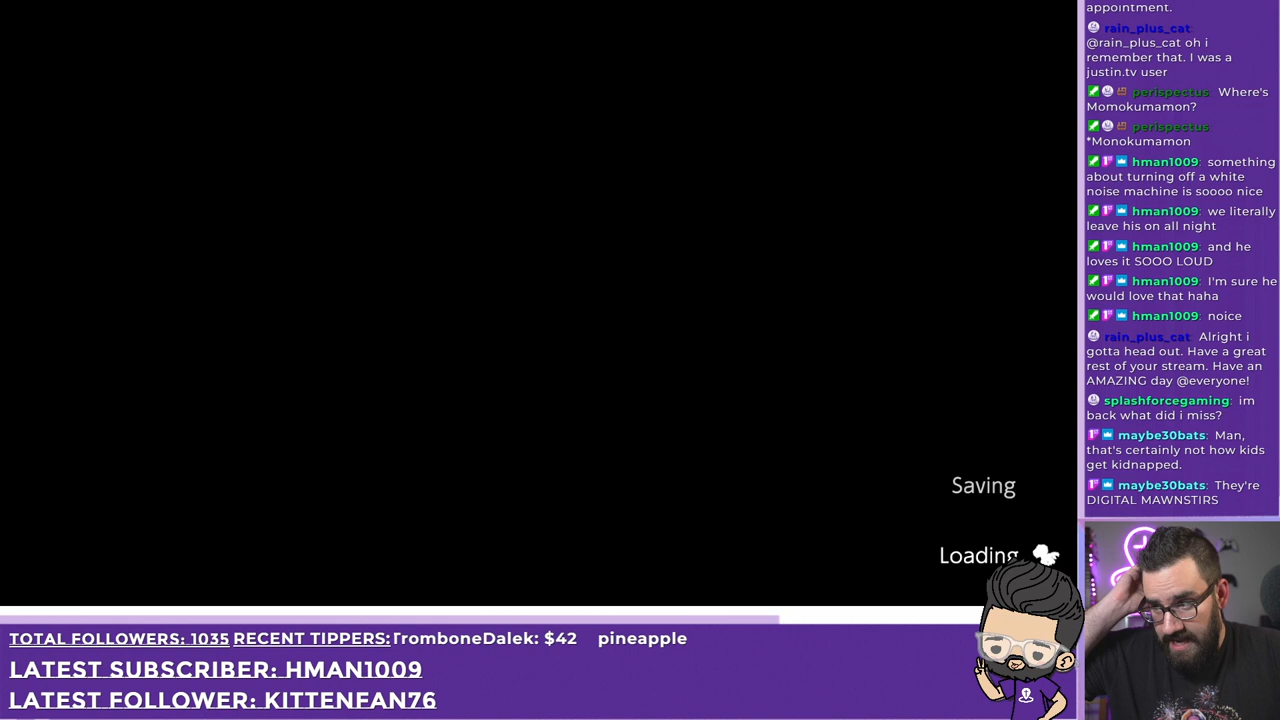 Saving
Loading
appointment.
rain_plus_cat:
@rain_plus_cat oh i
remember that. I was a
justin.tv user
perispectus: Where's
Momokumamon?
perispectus:
*Monokumamon
hman1009: something
about turning off a white
noise machine is soooo nice
hman1009: we literally
leave his on all night
hman1009: and he
loves it SOOO LOUD
hman1009: I'm sure he
would love that haha
hman1009: noice
rain_plus_cat: Alright i
gotta head out. Have a great
rest of your stream. Have an
AMAZING day @everyone!
splashforcegaming: im
back what did i miss?
maybe30bats: Man,
that's certainly not how kids
get kidnapped.
maybe30bats: They're
DIGITAL MAWNSTIRS
TOTAL FOLLOWERS: 1035 RECENT TIPPERS: TromboneDalek: $42 pineapple
LATEST SUBSCRIBER: HMAN1009
LATEST FOLLOWER: KITTENFAN76